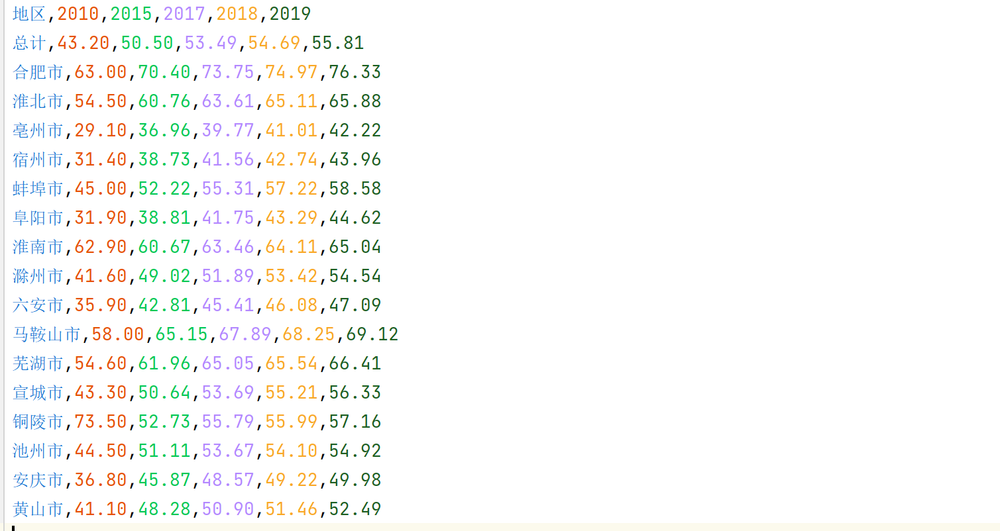 地区,2010,2015,2017,2018,2019
总计,43.20,50.50,53.49,54.69,55.81
合肥市,63.00,70.40,73.75,74.97,76.33
淮北市,54.50,60.76,63.61,65.11,65.88
亳州市,29.10,36.96,39.77,41.01,42.22
宿州市,31.40,38.73,41.56,42.74,43.96
蚌埠市,45.00,52.22,55.31,57.22,58.58
阜阳市,31.90,38.81,41.75,43.29,44.62
淮南市,62.90,60.67,63.46,64.11,65.04
滁州市,41.60,49.02,51.89,53.42,54.54
六安市,35.90,42.81,45.41,46.08,47.09
马鞍山市,58.00,65.15,67.89,68.25,69.12
芜湖市,54.60,61.96,65.05,65.54,66.41
宣城市,43.30,50.64,53.69,55.21,56.33
铜陵市,73.50,52.73,55.79,55.99,57.16
池州市,44.50,51.11,53.67,54.10,54.92
安庆市,36.80,45.87,48.57,49.22,49.98
黄山市,41.10,48.28,50.90,51.46,52.49